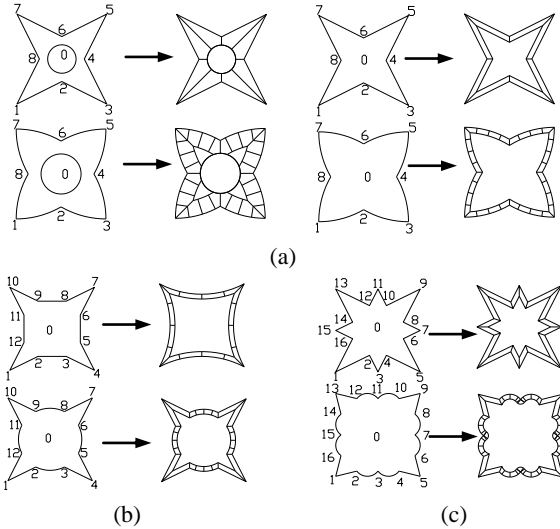 7 5 7 5
6 6
0 0
8 4 8 4
2 2
1 3 1 3
7 5 7 5
6 6
8 0 4 8 0 4
2 2
1 3 1 3
(a)
10 7 13 11 9
9 8 12 10
11 6 14 8
0 15 0 7
12 5 16 6
2 3 2 4
1 4 1 3 5
10 7 13 12 11 10 9
9 8
11 6 14 8
0 15 0 7
12 5 16 6
2 3
1 4 1 2 3 4 5
(b) (c)